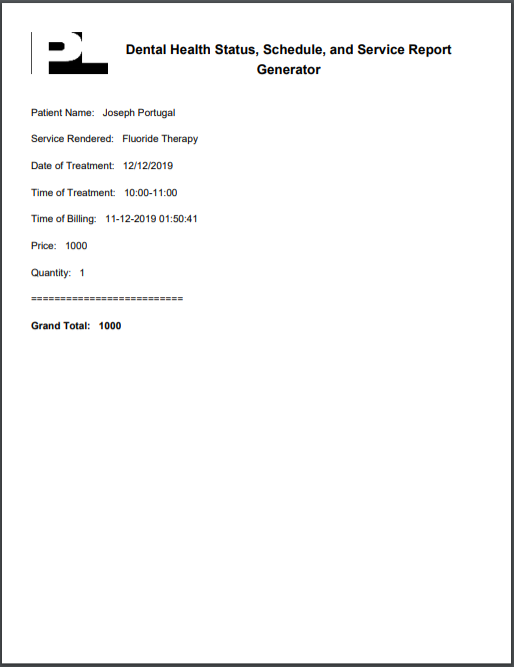 PL
Dental Health Status, Schedule, and Service Report
Generator
Patient Name: Joseph Portugal
Service Rendered: Fluoride Therapy
Date of Treatment: 12/12/2019
Time of Treatment: 10:00-11:00
Time of Billing: 11-12-2019 01:50:41
Price: 1000
Quantity: 1
==========================
Grand Total: 1000